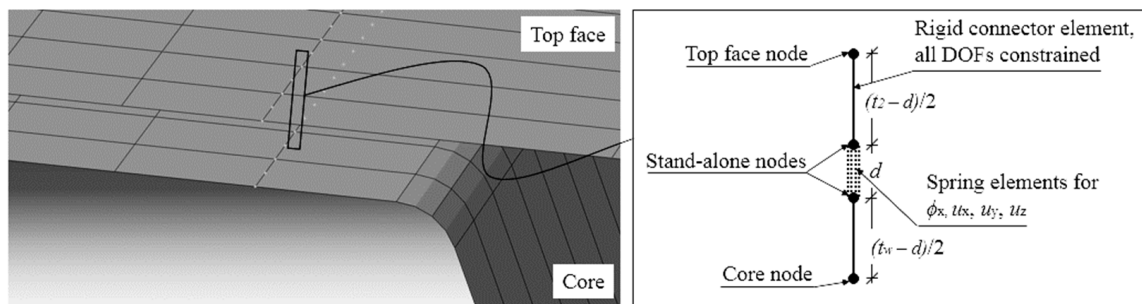 Top face
Core
Top face node
Rigid connector element,
all DOFs constrained
(t₂ – d)/2
Stand-alone nodes
d
Spring elements for
ϕx, ux, uy, uz
(tw – d)/2
Core node